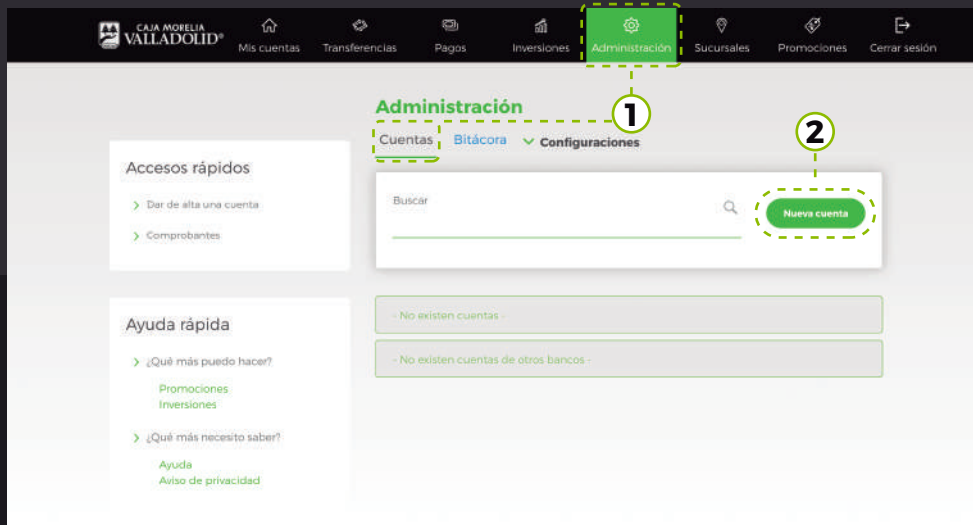 CAJA MORELIA
VALLADOLID®
Mis cuentas
Transferencias
Pagos
Inversiones
Administración
Sucursales
Promociones
Cerrar sesión
1
Administración
Cuentas
Bitácora
Configuraciones
2
Accesos rápidos
Dar de alta una cuenta
Comprobantes
Buscar
Nueva cuenta
- No existen cuentas -
- No existen cuentas de otros bancos -
Ayuda rápida
¿Qué más puedo hacer?
Promociones
Inversiones
¿Qué más necesito saber?
Ayuda
Aviso de privacidad